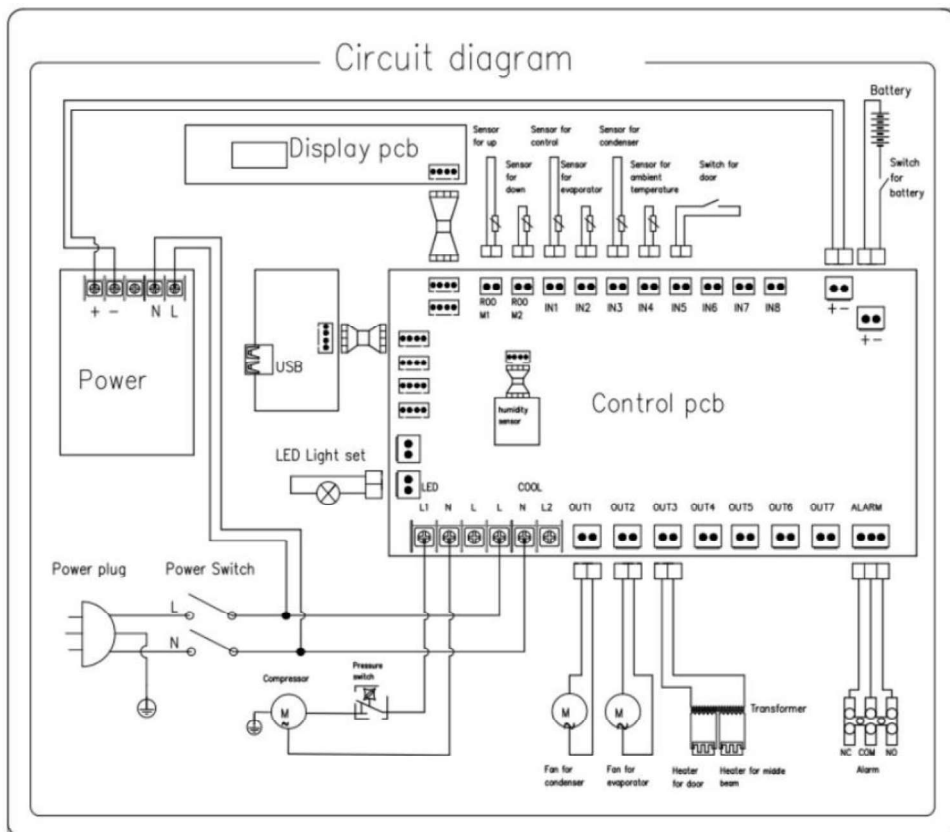 Circuit diagram
Battery
Switch
for
battery
Display pcb
Sensor
for up
Sensor
for
down
Sensor for
control
Sensor
for
evaporator
Sensor for
condenser
Sensor for
ambient
temperature
Switch for
door
+ - N L
Power
USB
ROO
M1
ROO
M2
IN1
IN2
IN3
IN4
IN5
IN6
IN7
IN8
+ -
+ -
humidity
sensor
Control pcb
LED Light set
LED
COOL
L1 N L L N L2
OUT1 OUT2 OUT3 OUT4 OUT5 OUT6 OUT7 ALARM
Power plug
Power Switch
L
N
Compressor
M
~
Pressure
switch
M
~
Fan for
condenser
M
~
Fan for
evaporator
Transformer
Heater
for door
Heater for middle
beam
NC COM NO
Alarm